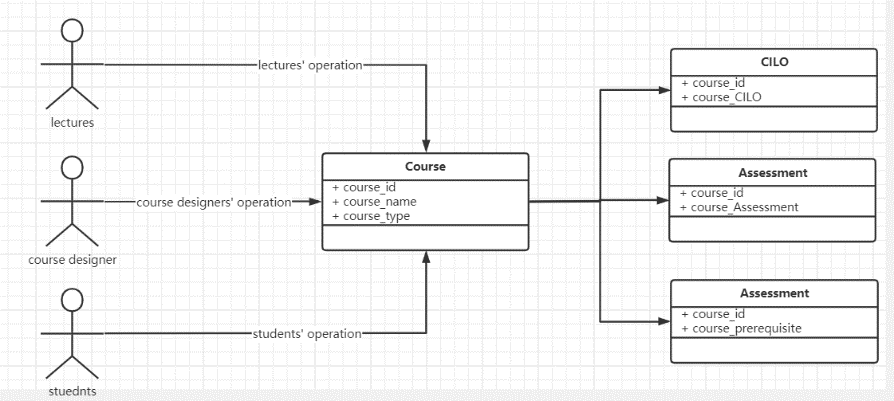 lectures
lectures' operation
course designer
course designers' operation
stuednts
students' operation
Course
+ course_id
+ course_name
+ course_type
CILO
+ course_id
+ course_CILO
Assessment
+ course_id
+ course_Assessment
Assessment
+ course_id
+ course_prerequisite